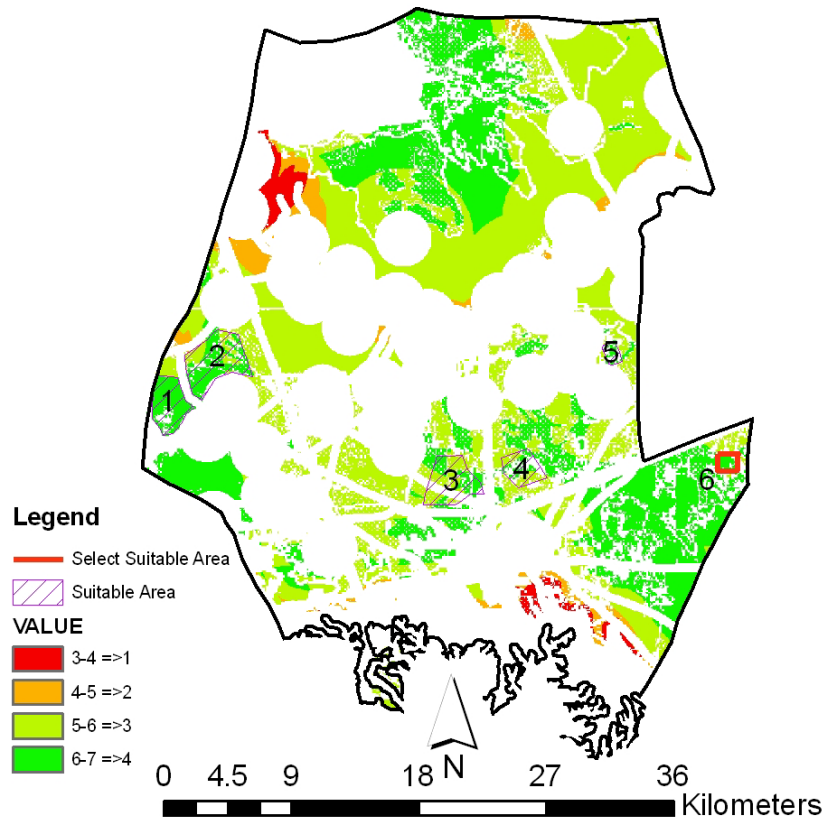 5
2
1
3
4
6
Legend
Select Suitable Area
Suitable Area
VALUE
3-4 =>1
4-5 =>2
5-6 =>3
6-7 =>4
N
0 4.5 9 18 27 36
Kilometers